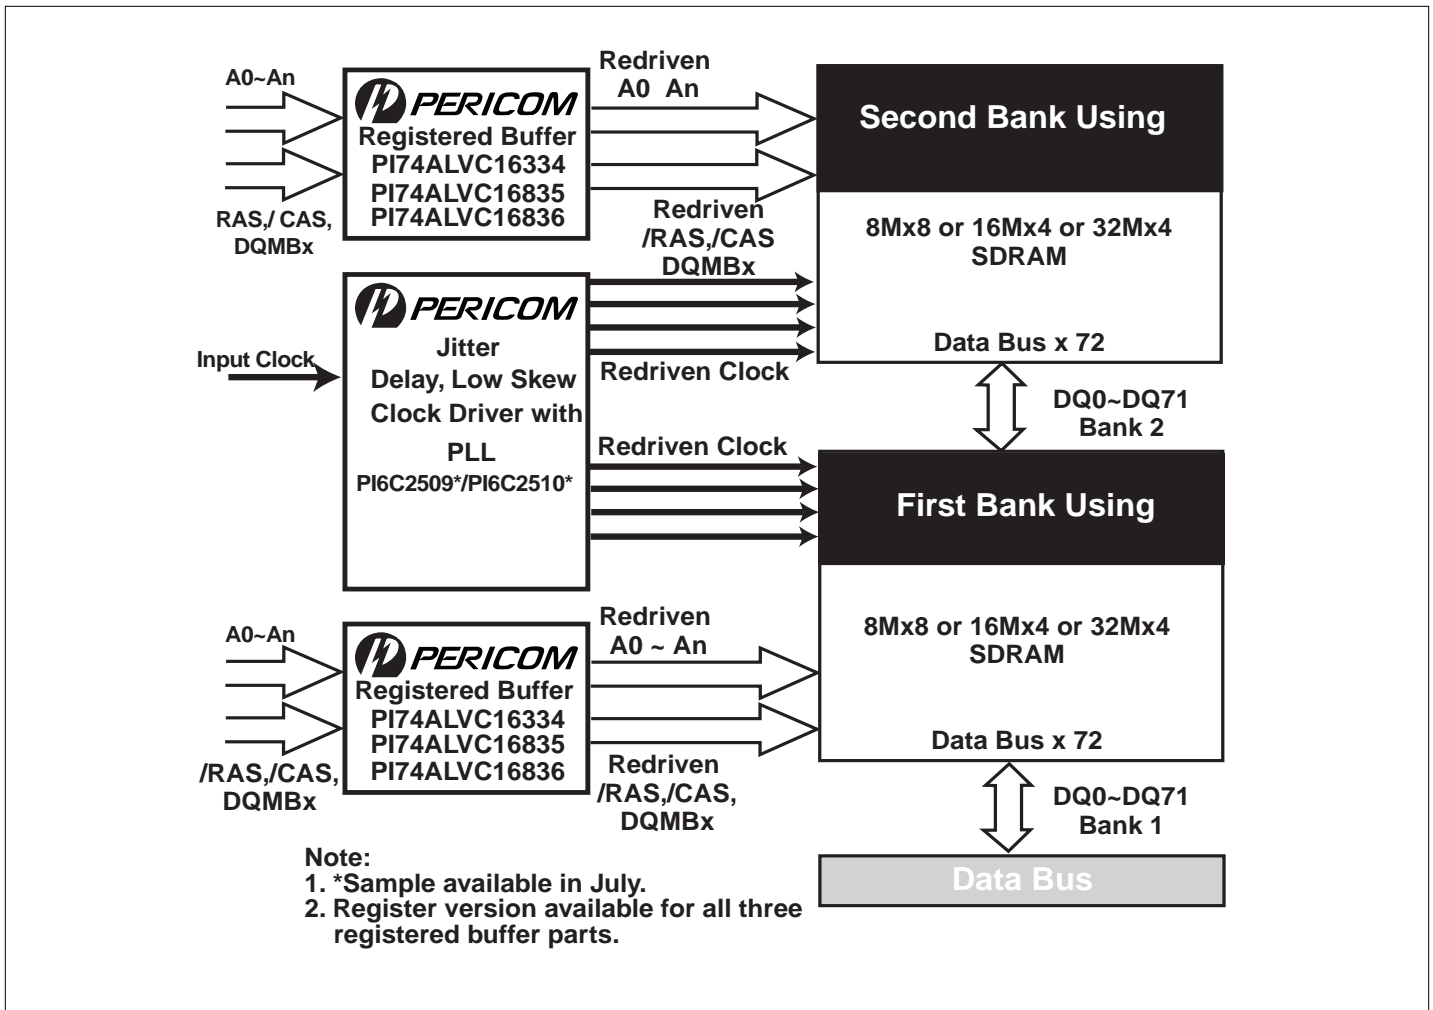 A0~An
PERICOM
Registered Buffer
PI74ALVC16334
PI74ALVC16835
PI74ALVC16836
RAS,/ CAS,
DQMBx
Redriven
A0 An
Redriven
/RAS,/CAS
DQMBx
Second Bank Using
8Mx8 or 16Mx4 or 32Mx4
SDRAM
Data Bus x 72
Input Clock
PERICOM
Jitter
Delay, Low Skew
Clock Driver with
PLL
PI6C2509*/PI6C2510*
Redriven Clock
Redriven Clock
DQ0~DQ71
Bank 2
First Bank Using
8Mx8 or 16Mx4 or 32Mx4
SDRAM
Data Bus x 72
A0~An
PERICOM
Registered Buffer
PI74ALVC16334
PI74ALVC16835
PI74ALVC16836
/RAS,/CAS,
DQMBx
Redriven
A0 ~ An
Redriven
/RAS,/CAS,
DQMBx
DQ0~DQ71
Bank 1
Data Bus
Note:
1. *Sample available in July.
2. Register version available for all three
registered buffer parts.